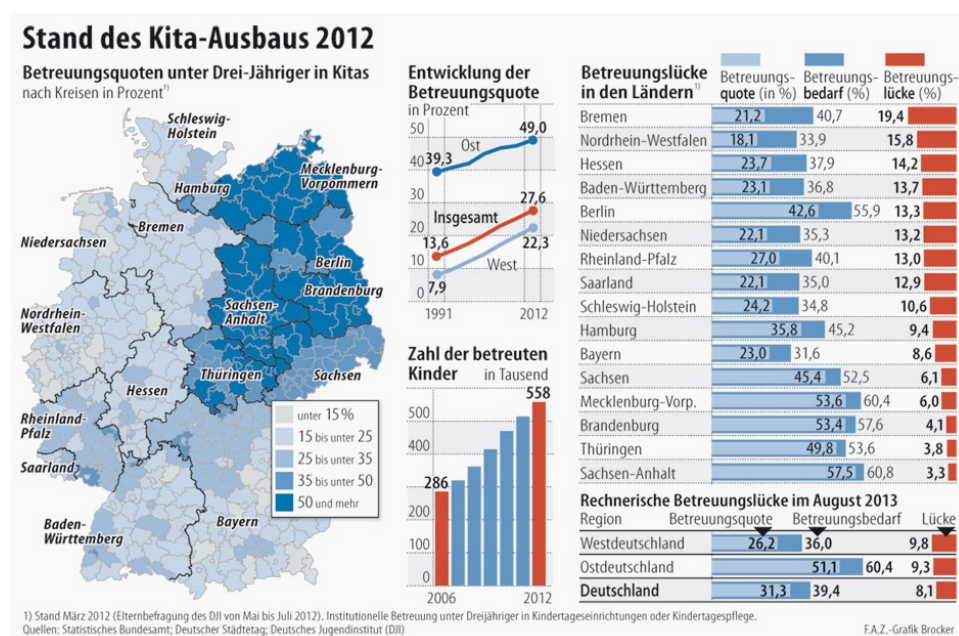 Stand des Kita-Ausbaus 2012
Betreuungsquoten unter Drei-Jähriger in Kitas
nach Kreisen in Prozent1)
Schleswig-
Holstein
Mecklenburg-
Vorpommern
Hamburg
Bremen
Niedersachsen
Berlin
Brandenburg
Sachsen-
Anhalt
Nordrhein-
Westfalen
Thüringen
Sachsen
Hessen
Rheinland-
Pfalz
Saarland
Baden-
Württemberg
Bayern
unter 15 %
15 bis unter 25
25 bis unter 35
35 bis unter 50
50 und mehr
Entwicklung der
Betreuungsquote
in Prozent
50
40
30
20
10
0
49,0
39,3
Ost
27,6
Insgesamt
13,6
22,3
West
7,9
1991
2012
Zahl der betreuten
Kinder in Tausend
558
286
500
400
300
200
100
0
2006
2012
Betreuungslücke
in den Ländern1)
Betreuungs-
quote (in %)
Betreuungs-
bedarf (%)
Betreuungs-
lücke (%)
Bremen 21,2 40,7 19,4
Nordrhein-Westfalen 18,1 33,9 15,8
Hessen 23,7 37,9 14,2
Baden-Württemberg 23,1 36,8 13,7
Berlin 42,6 55,9 13,3
Niedersachsen 22,1 35,3 13,2
Rheinland-Pfalz 27,0 40,1 13,0
Saarland 22,1 35,0 12,9
Schleswig-Holstein 24,2 34,8 10,6
Hamburg 35,8 45,2 9,4
Bayern 23,0 31,6 8,6
Sachsen 45,4 52,5 6,1
Mecklenburg-Vorp. 53,6 60,4 6,0
Brandenburg 53,4 57,6 4,1
Thüringen 49,8 53,6 3,8
Sachsen-Anhalt 57,5 60,8 3,3
Rechnerische Betreuungslücke im August 2013
Region Betreuungsquote Betreuungsbedarf Lücke
Westdeutschland 26,2 36,0 9,8
Ostdeutschland 51,1 60,4 9,3
Deutschland 31,3 39,4 8,1
1) Stand März 2012 (Elternbefragung des DJI von Mai bis Juli 2012). Institutionelle Betreuung unter Dreijähriger in Kindertageseinrichtungen oder Kindertagespflege.
Quellen: Statistisches Bundesamt; Deutscher Städtetag; Deutsches Jugendinstitut (DJI)
F.A.Z.-Grafik Brocker